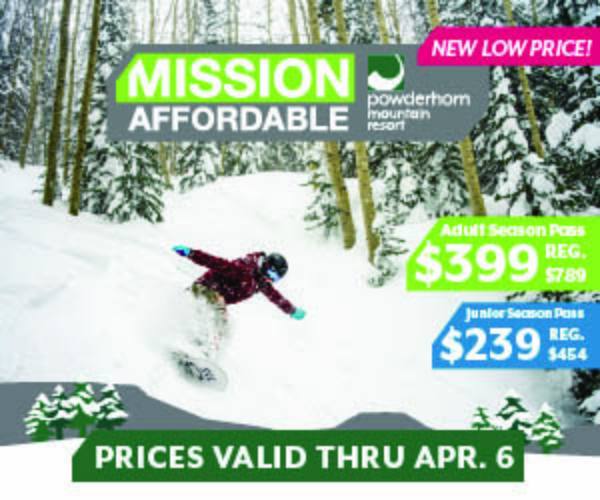 NEW LOW PRICE!
MISSION
AFFORDABLE
powderhorn
mountain
resort
Adult Season Pass
$399 REG.
$789
Junior Season Pass
$239 REG.
$454
PRICES VALID THRU APR. 6